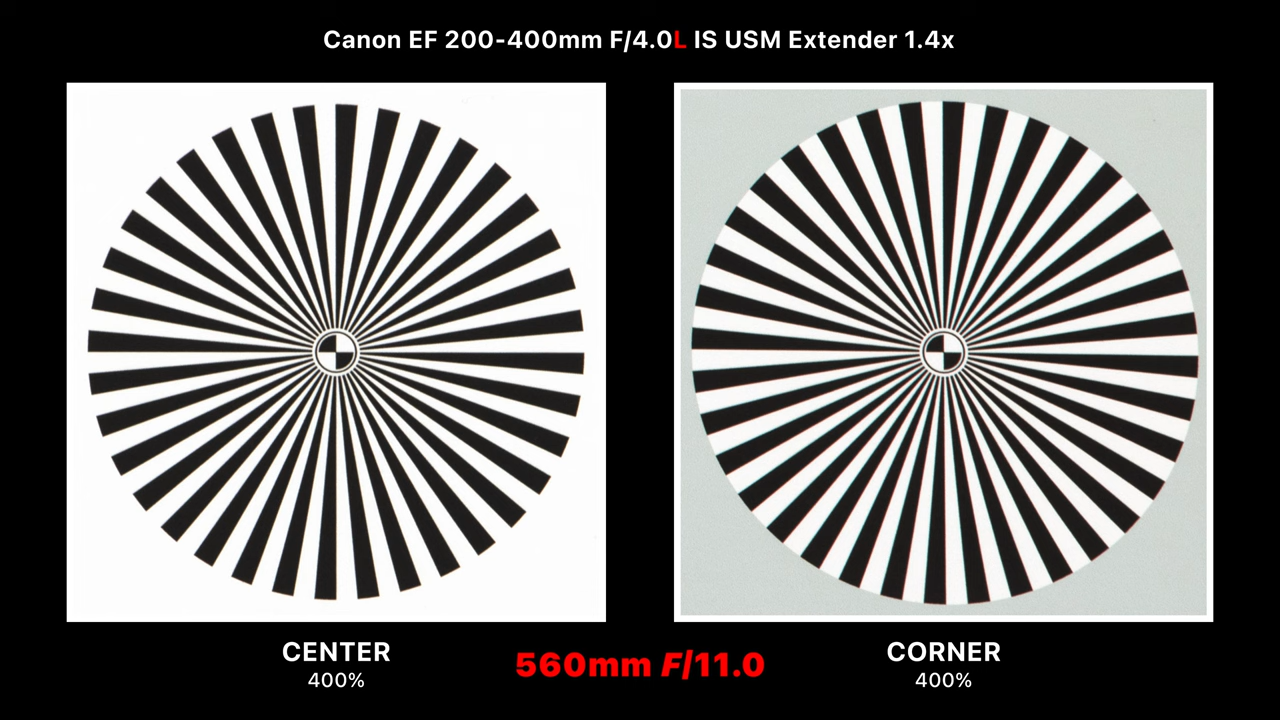 Canon EF 200-400mm F/4.0L IS USM Extender 1.4x
CENTER
400%
560mm F/11.0
CORNER
400%